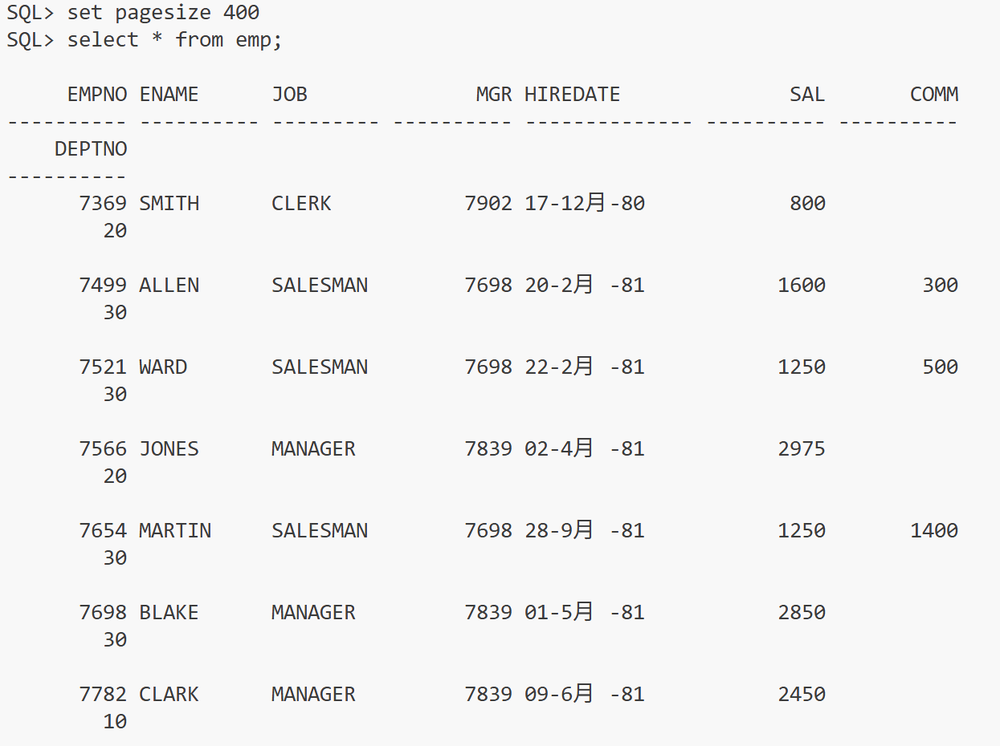 SQL> set pagesize 400
SQL> select * from emp;
     EMPNO ENAME      JOB              MGR HIREDATE              SAL       COMM
---------- ---------- --------- ---------- -------------- ---------- ----------
    DEPTNO
----------
      7369 SMITH      CLERK           7902 17-12月-80            800
        20
      7499 ALLEN      SALESMAN        7698 20-2月 -81           1600        300
        30
      7521 WARD       SALESMAN        7698 22-2月 -81           1250        500
        30
      7566 JONES      MANAGER         7839 02-4月 -81           2975
        20
      7654 MARTIN     SALESMAN        7698 28-9月 -81           1250       1400
        30
      7698 BLAKE      MANAGER         7839 01-5月 -81           2850
        30
      7782 CLARK      MANAGER         7839 09-6月 -81           2450
        10